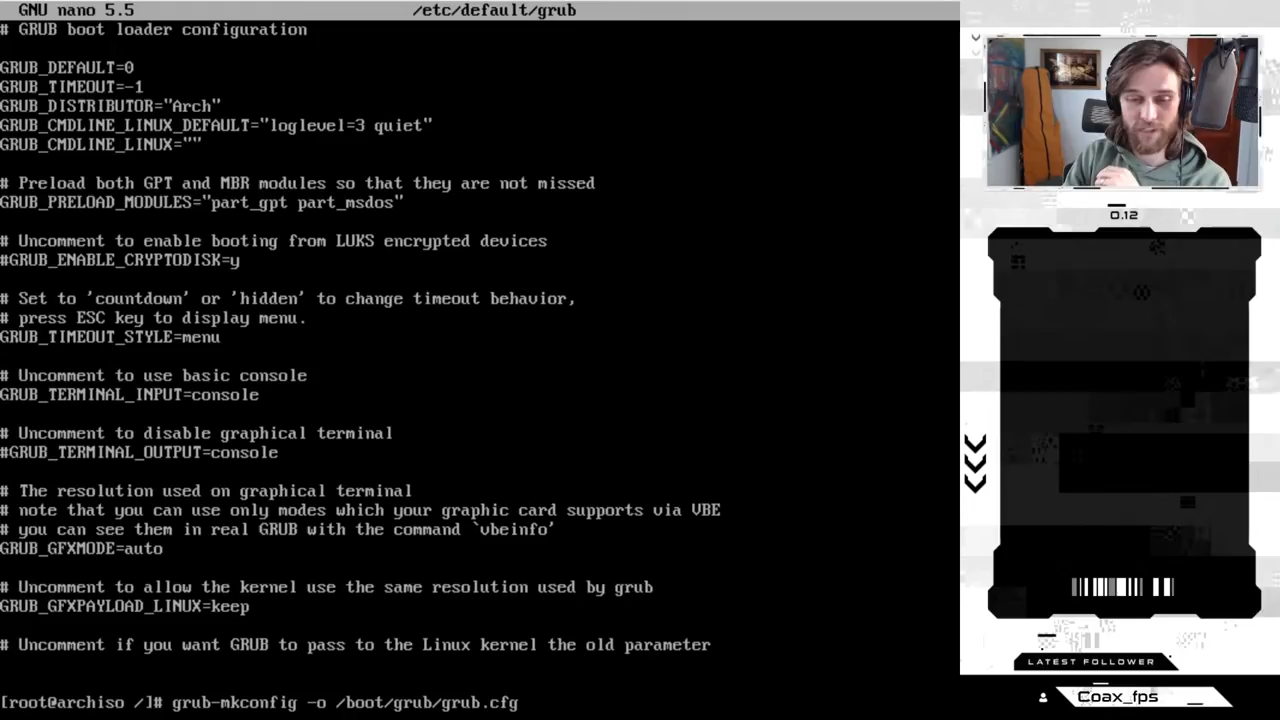 GNU nano 5.5 /etc/default/grub
# GRUB boot loader configuration
GRUB_DEFAULT=0
GRUB_TIMEOUT=-1
GRUB_DISTRIBUTOR="Arch"
GRUB_CMDLINE_LINUX_DEFAULT="loglevel=3 quiet"
GRUB_CMDLINE_LINUX=""
# Preload both GPT and MBR modules so that they are not missed
GRUB_PRELOAD_MODULES="part_gpt part_msdos"
# Uncomment to enable booting from LUKS encrypted devices
#GRUB_ENABLE_CRYPTODISK=y
# Set to 'countdown' or 'hidden' to change timeout behavior,
# press ESC key to display menu.
GRUB_TIMEOUT_STYLE=menu
# Uncomment to use basic console
GRUB_TERMINAL_INPUT=console
# Uncomment to disable graphical terminal
#GRUB_TERMINAL_OUTPUT=console
# The resolution used on graphical terminal
# note that you can use only modes which your graphic card supports via VBE
# you can see them in real GRUB with the command `vbeinfo'
GRUB_GFXMODE=auto
# Uncomment to allow the kernel use the same resolution used by grub
GRUB_GFXPAYLOAD_LINUX=keep
# Uncomment if you want GRUB to pass to the Linux kernel the old parameter
[root@archiso /]# grub-mkconfig -o /boot/grub/grub.cfg
0.12
LATEST FOLLOWER
Coax_fps